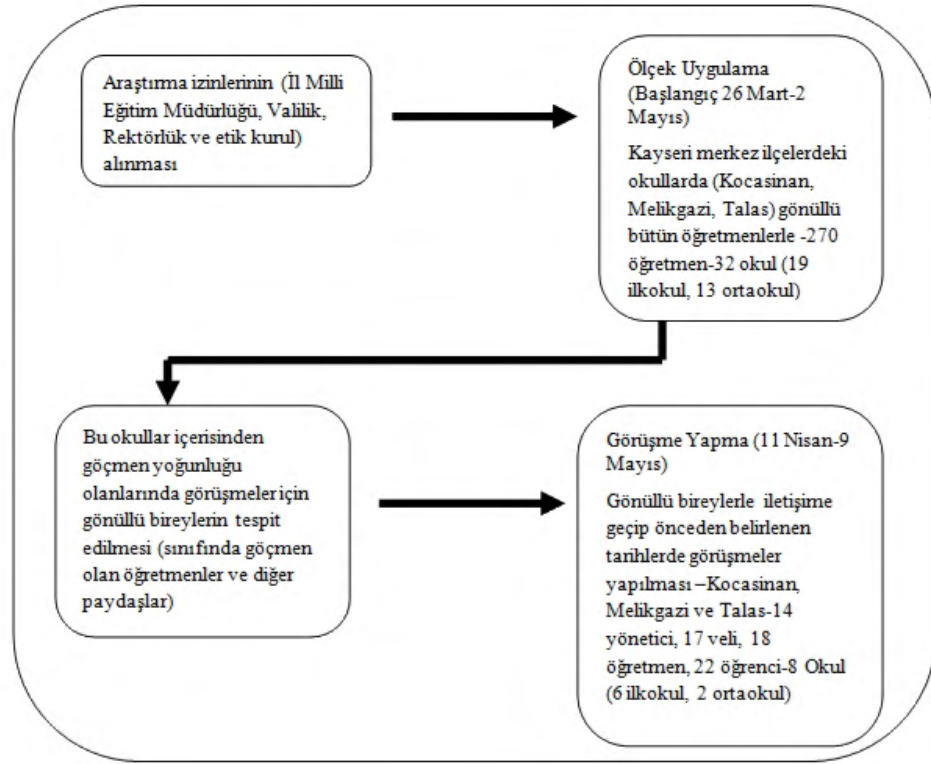 Araştırma izinlerinin (İl Milli
Eğitim Müdürlüğü, Valilik,
Rektörlük ve etik kurul)
alınması
Ölçek Uygulama
(Başlangıç 26 Mart-2
Mayıs)
Kayseri merkez ilçelerdeki
okullarda (Kocasinan,
Melikgazi, Talas) gönüllü
bütün öğretmenlerle -270
öğretmen-32 okul (19
ilkokul, 13 ortaokul)
Bu okullar içerisinden
göçmen yoğunluğu
olanlarında görüşmeler için
gönüllü bireylerin tespit
edilmesi (sınıfında göçmen
olan öğretmenler ve diğer
paydaşlar)
Görüşme Yapma (11 Nisan-9
Mayıs)
Gönüllü bireylerle iletişime
geçip önceden belirlenen
tarihlerde görüşmeler
yapılması –Kocasinan,
Melikgazi ve Talas-14
yönetici, 17 veli, 18
öğretmen, 22 öğrenci-8 Okul
(6 ilkokul, 2 ortaokul)